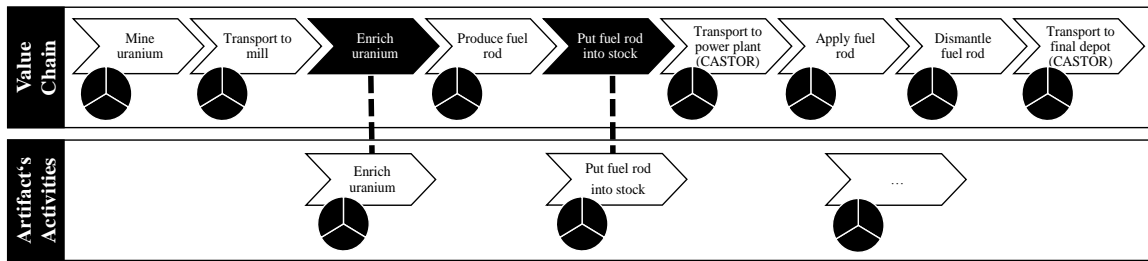 Value
Chain
Mine
uranium
Transport to
mill
Enrich
uranium
Produce fuel
rod
Put fuel rod
into stock
Transport to
power plant
(CASTOR)
Apply fuel
rod
Dismantle
fuel rod
Transport to
final depot
(CASTOR)
Artifact‘s
Activities
Enrich
uranium
Put fuel rod
into stock
…